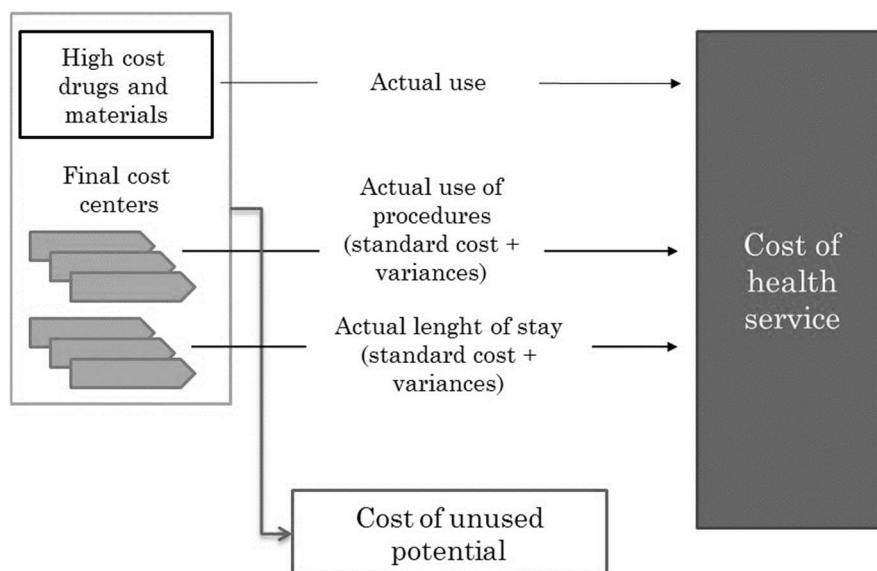 High cost
drugs and
materials
Actual use
Final cost
centers
Actual use of
procedures
(standard cost +
variances)
Actual lenght of stay
(standard cost +
variances)
Cost of
health
service
Cost of unused
potential